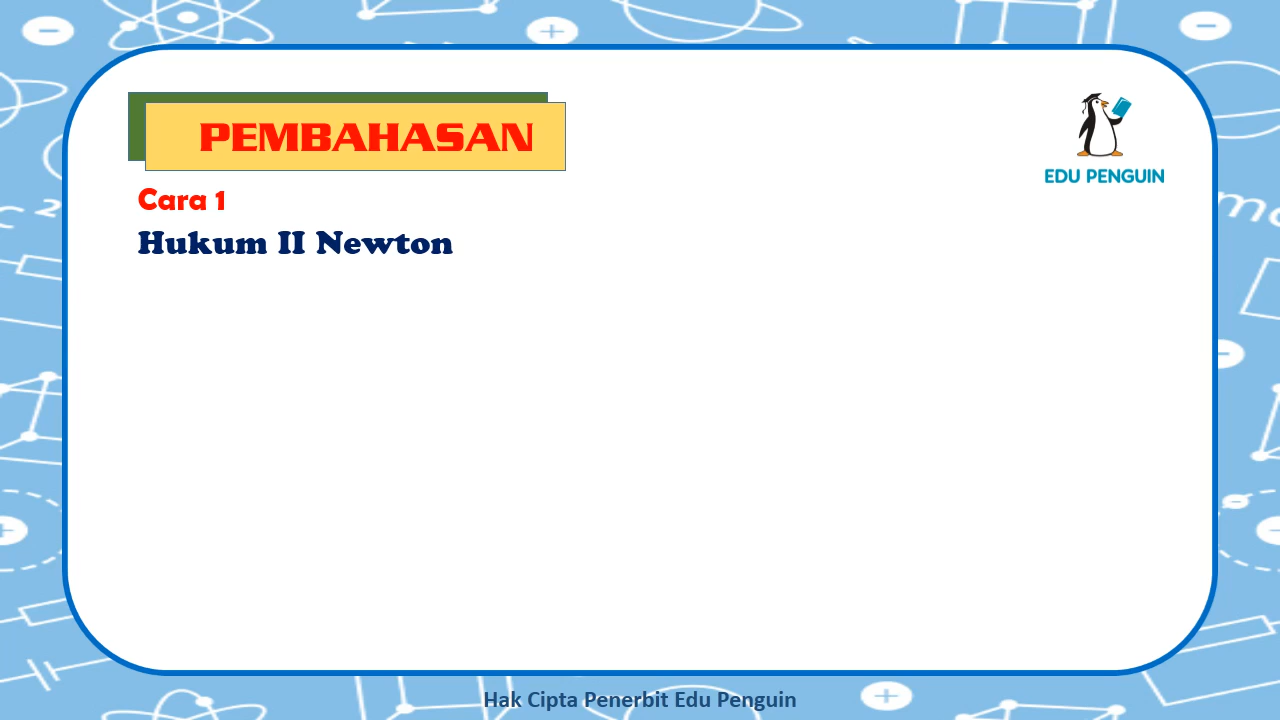 PEMBAHASAN
EDU PENGUIN
Cara 1
Hukum II Newton
Hak Cipta Penerbit Edu Penguin